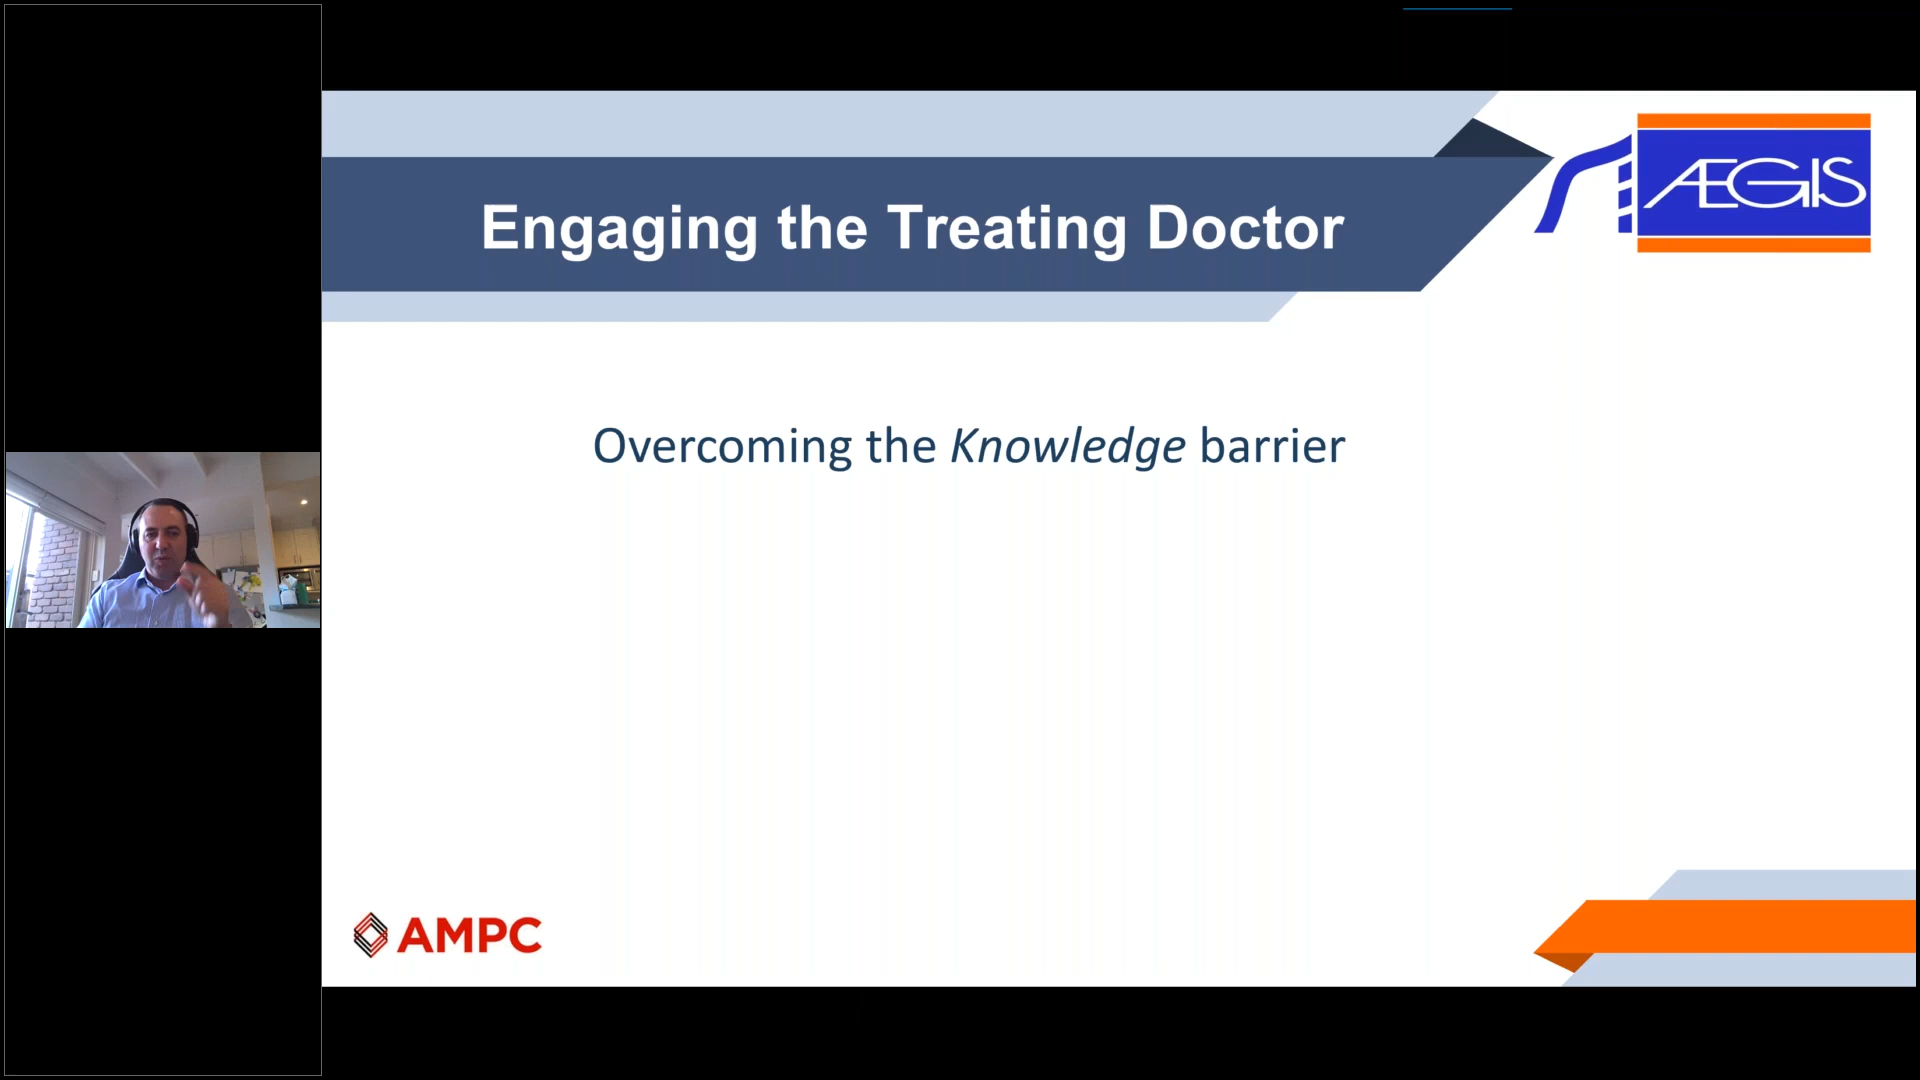 Engaging the Treating Doctor
ÆGIS
Overcoming the Knowledge barrier
AMPC